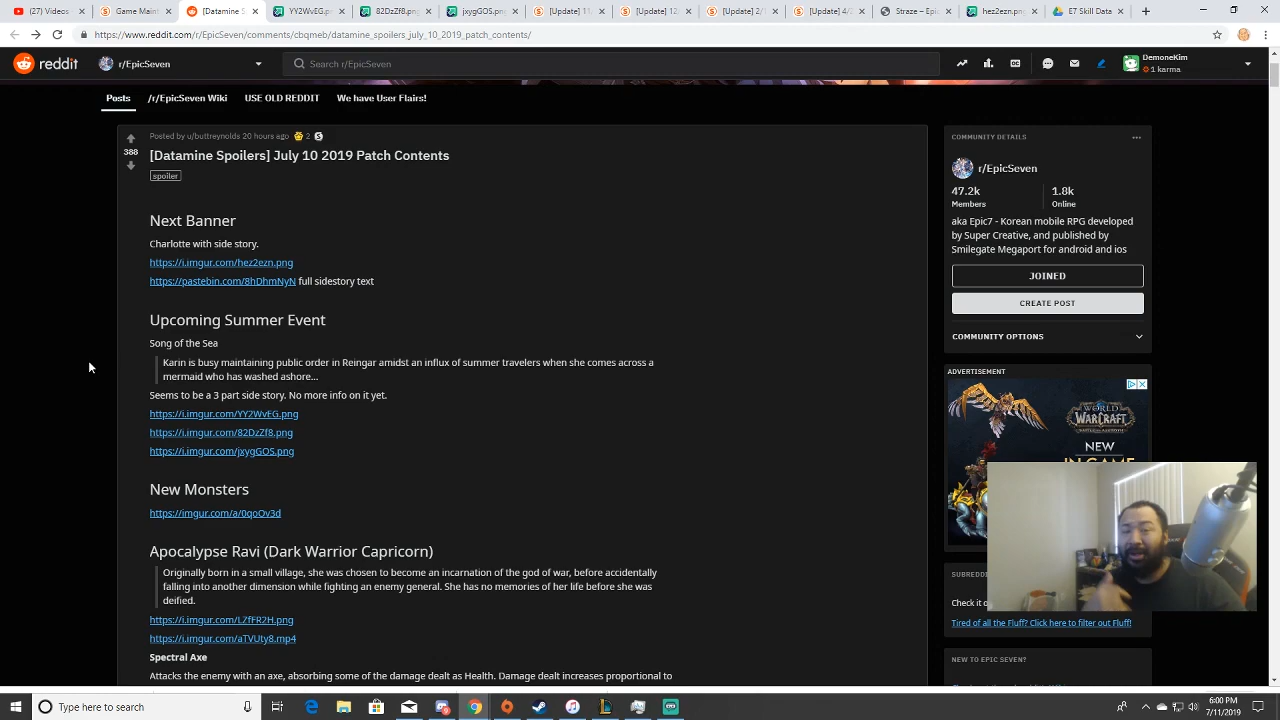 (27) Videos
Game Main
[Datamine S
YY2WvEG.p
82DzZf8.png
jxygGOS.png
[Update] 11.
[Update] 12.
[Update] 2/1
[Update] 4/2
Straze – Epi
hez2ezn.png
E7 Skill Data
https://www.reddit.com/r/EpicSeven/comments/cbqmeb/datamine_spoilers_july_10_2019_patch_contents/
reddit
r/EpicSeven
Search r/EpicSeven
DemoneKim
1 karma
Posts
/r/EpicSeven Wiki
USE OLD REDDIT
We have User Flairs!
Posted by u/buttreynolds 20 hours ago
2
388
[Datamine Spoilers] July 10 2019 Patch Contents
spoiler
Next Banner
Charlotte with side story.
https://i.imgur.com/hez2ezn.png
https://pastebin.com/8hDhmNyN full sidestory text
Upcoming Summer Event
Song of the Sea
Karin is busy maintaining public order in Reingar amidst an influx of summer travelers when she comes across a
mermaid who has washed ashore...
Seems to be a 3 part side story. No more info on it yet.
https://i.imgur.com/YY2WvEG.png
https://i.imgur.com/82DzZf8.png
https://i.imgur.com/jxygGOS.png
New Monsters
https://imgur.com/a/0qoOv3d
Apocalypse Ravi (Dark Warrior Capricorn)
Originally born in a small village, she was chosen to become an incarnation of the god of war, before accidentally
falling into another dimension while fighting an enemy general. She has no memories of her life before she was
deified.
https://i.imgur.com/LZfFR2H.png
https://i.imgur.com/aTVUty8.mp4
Spectral Axe
Attacks the enemy with an axe, absorbing some of the damage dealt as Health. Damage dealt increases proportional to
COMMUNITY DETAILS
r/EpicSeven
47.2k
1.8k
Members
Online
aka Epic7 - Korean mobile RPG developed
by Super Creative, and published by
Smilegate Megaport for android and ios
JOINED
CREATE POST
COMMUNITY OPTIONS
ADVERTISEMENT
WORLD
WARCRAFT
NEW
IN GAME
SUBREDDI
Check it o
Tired of all the Fluff? Click here to filter out Fluff!
NEW TO EPIC SEVEN?
Type here to search
6:00 PM
7/11/2019